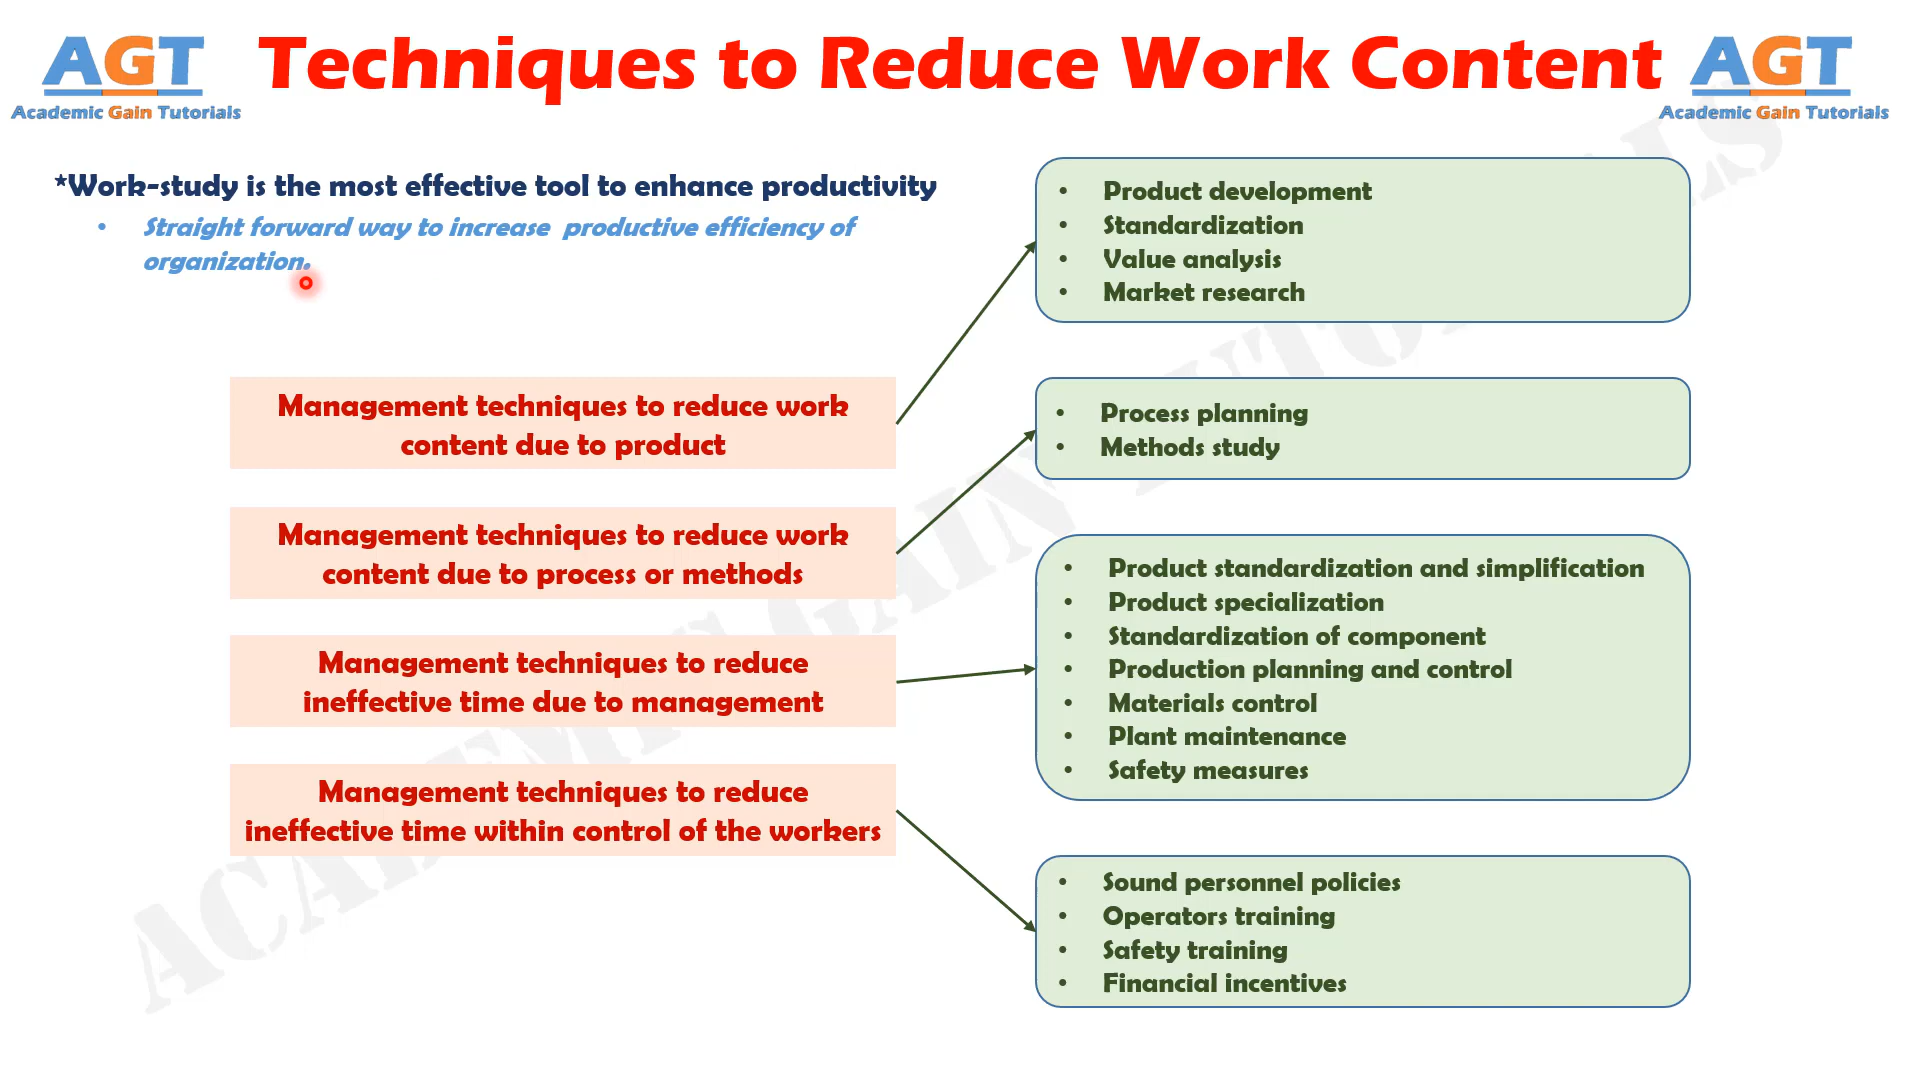 AGT
Academic Gain Tutorials
Techniques to Reduce Work Content
AGT
Academic Gain Tutorials
*Work-study is the most effective tool to enhance productivity
• Straight forward way to increase productive efficiency of
organization.
Management techniques to reduce work
content due to product
Management techniques to reduce work
content due to process or methods
Management techniques to reduce
ineffective time due to management
Management techniques to reduce
ineffective time within control of the workers
• Product development
• Standardization
• Value analysis
• Market research
• Process planning
• Methods study
• Product standardization and simplification
• Product specialization
• Standardization of component
• Production planning and control
• Materials control
• Plant maintenance
• Safety measures
• Sound personnel policies
• Operators training
• Safety training
• Financial incentives
ACADEMIC GAIN TUTORIALS